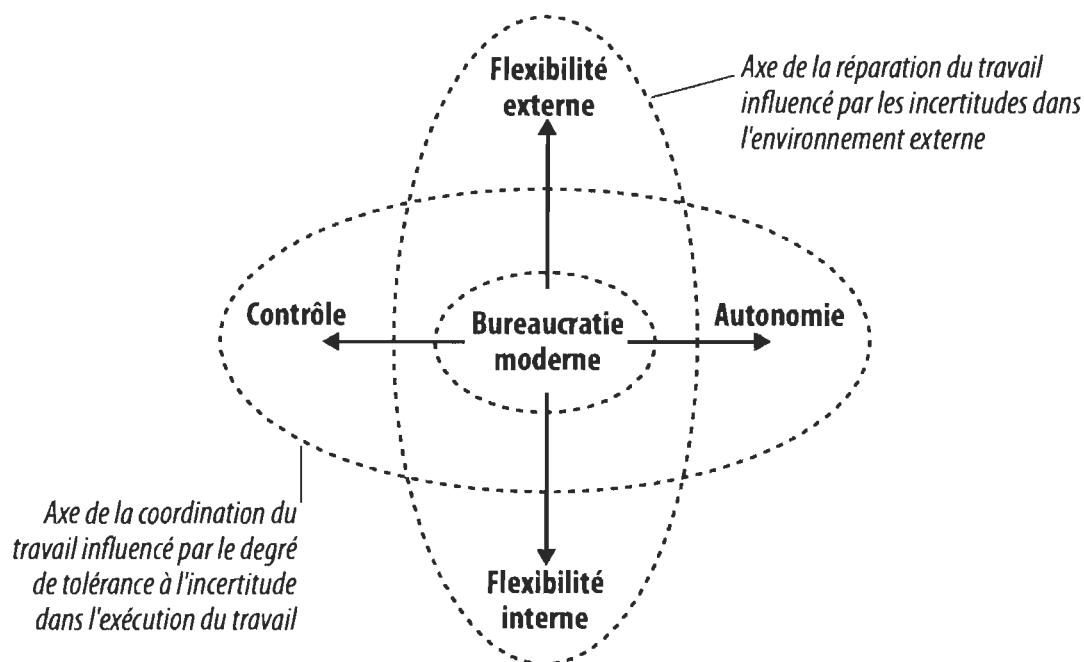 Flexibilité
externe
Axe de la réparation du travail
influencé par les incertitudes dans
l'environnement externe
Contrôle
Bureaucratie
moderne
Autonomie
Axe de la coordination du
travail influencé par le degré
de tolérance à l'incertitude
dans l'exécution du travail
Flexibilité
interne